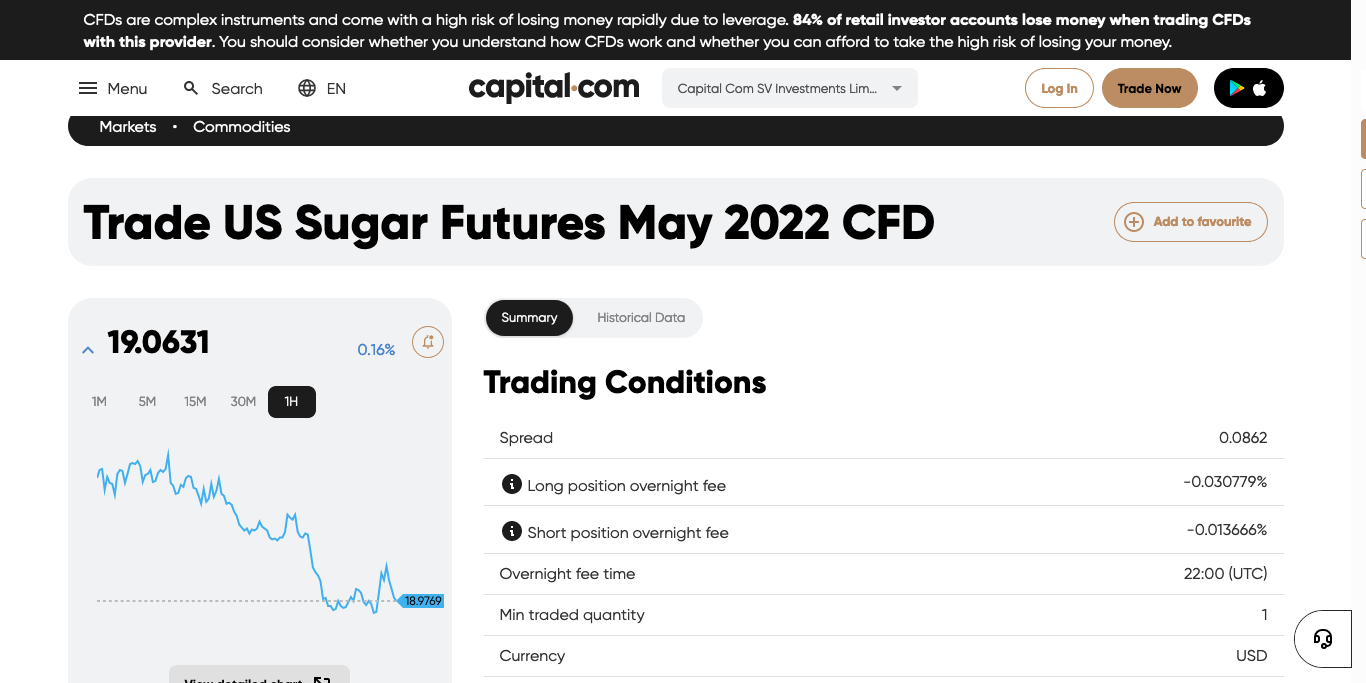 CFDs are complex instruments and come with a high risk of losing money rapidly due to leverage. 84% of retail investor accounts lose money when trading CFDs
with this provider. You should consider whether you understand how CFDs work and whether you can afford to take the high risk of losing your money.
Menu
Search
EN
capital.com
Capital Com SV Investments Lim...
Log In
Trade Now
Markets • Commodities
Trade US Sugar Futures May 2022 CFD
Add to favourite
19.0631
0.16%
1M 5M 15M 30M 1H
18.9769
View detailed chart
Summary
Historical Data
Trading Conditions
Spread 0.0862
Long position overnight fee -0.030779%
Short position overnight fee -0.013666%
Overnight fee time 22:00 (UTC)
Min traded quantity 1
Currency USD